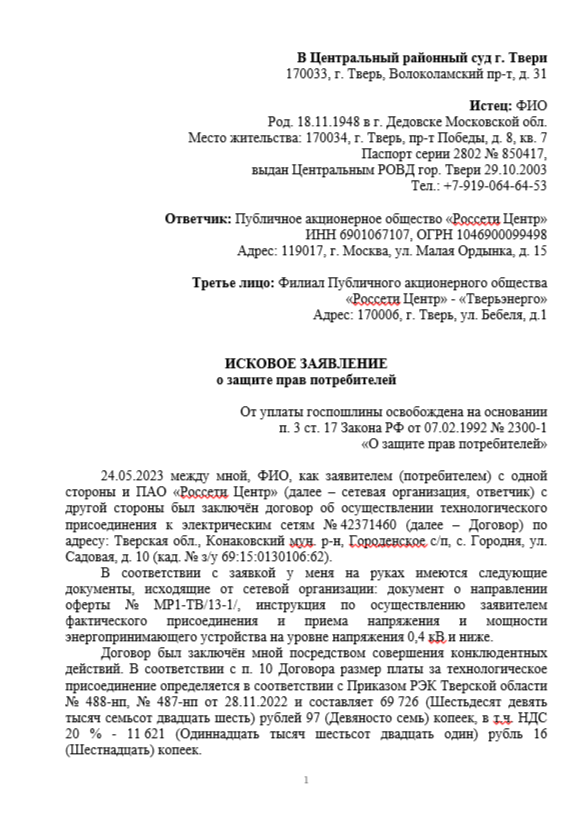 В Центральный районный суд г. Твери
170033, г. Тверь, Волоколамский пр-т, д. 31
Истец: ФИО
Род. 18.11.1948 в г. Дедовске Московской обл.
Место жительства: 170034, г. Тверь, пр-т Победы, д. 8, кв. 7
Паспорт серии 2802 № 850417,
выдан Центральным РОВД гор. Твери 29.10.2003
Тел.: +7-919-064-64-53
Ответчик: Публичное акционерное общество «Россети Центр»
ИНН 6901067107, ОГРН 1046900099498
Адрес: 119017, г. Москва, ул. Малая Ордынка, д. 15
Третье лицо: Филиал Публичного акционерного общества
«Россети Центр» - «Тверьэнерго»
Адрес: 170006, г. Тверь, ул. Бебеля, д.1
ИСКОВОЕ ЗАЯВЛЕНИЕ
о защите прав потребителей
От уплаты госпошлины освобождена на основании
п. 3 ст. 17 Закона РФ от 07.02.1992 № 2300-1
«О защите прав потребителей»
24.05.2023 между мной, ФИО, как заявителем (потребителем) с одной
стороны и ПАО «Россети Центр» (далее – сетевая организация, ответчик) с
другой стороны был заключён договор об осуществлении технологического
присоединения к электрическим сетям № 42371460 (далее – Договор) по
адресу: Тверская обл., Конаковский мун. р-н, Городенское с/п, с. Городня, ул.
Садовая, д. 10 (кад. № з/у 69:15:0130106:62).
В соответствии с заявкой у меня на руках имеются следующие
документы, исходящие от сетевой организации: документ о направлении
оферты № МР1-ТВ/13-1/, инструкция по осуществлению заявителем
фактического присоединения и приема напряжения и мощности
энергопринимающего устройства на уровне напряжения 0,4 кВ и ниже.
Договор был заключён мной посредством совершения конклюдентных
действий. В соответствии с п. 10 Договора размер платы за технологическое
присоединение определяется в соответствии с Приказом РЭК Тверской области
№ 488-нп, № 487-нп от 28.11.2022 и составляет 69 726 (Шестьдесят девять
тысяч семьсот двадцать шесть) рублей 97 (Девяносто семь) копеек, в т.ч. НДС
20 % - 11 621 (Одиннадцать тысяч шестьсот двадцать один) рубль 16
(Шестнадцать) копеек.
1